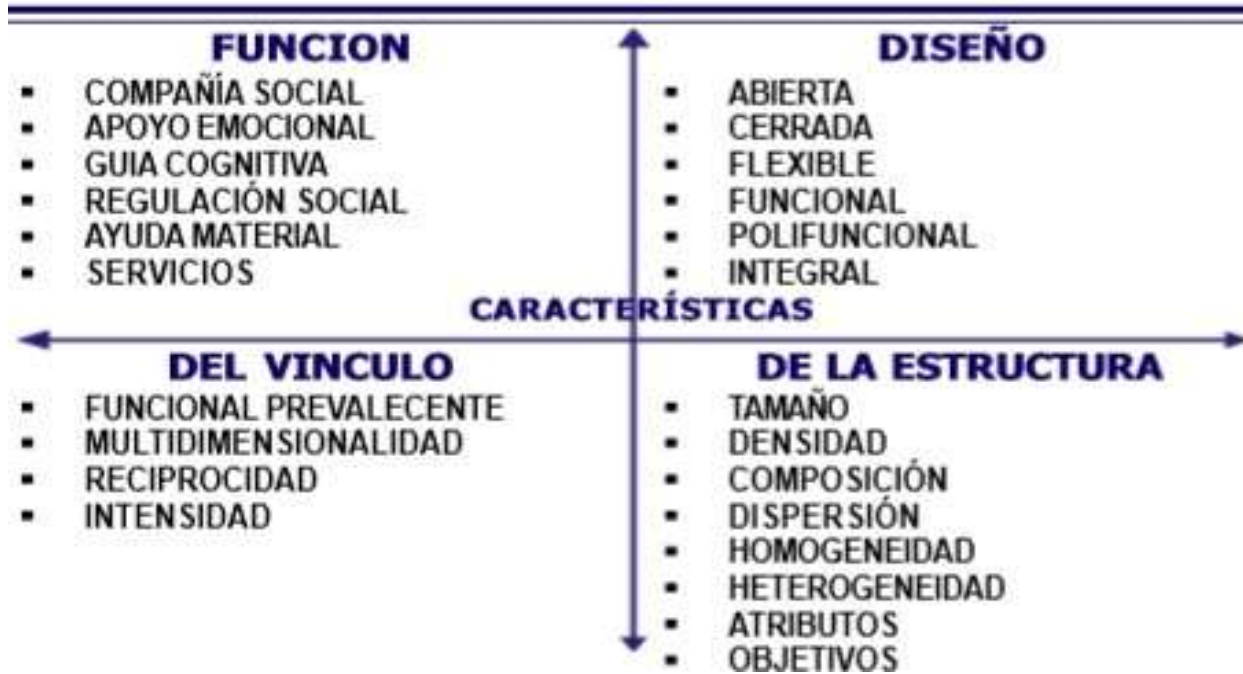 FUNCION
▪ COMPAÑÍA SOCIAL
▪ APOYO EMOCIONAL
▪ GUIA COGNITIVA
▪ REGULACIÓN SOCIAL
▪ AYUDA MATERIAL
▪ SERVICIOS
DISEÑO
▪ ABIERTA
▪ CERRADA
▪ FLEXIBLE
▪ FUNCIONAL
▪ POLIFUNCIONAL
▪ INTEGRAL
CARACTERÍSTICAS
DEL VINCULO
▪ FUNCIONAL PREVALECENTE
▪ MULTIDIMENSIONALIDAD
▪ RECIPROCIDAD
▪ INTENSIDAD
DE LA ESTRUCTURA
▪ TAMAÑO
▪ DENSIDAD
▪ COMPOSICIÓN
▪ DISPERSIÓN
▪ HOMOGENEIDAD
▪ HETEROGENEIDAD
▪ ATRIBUTOS
▪ OBJETIVOS